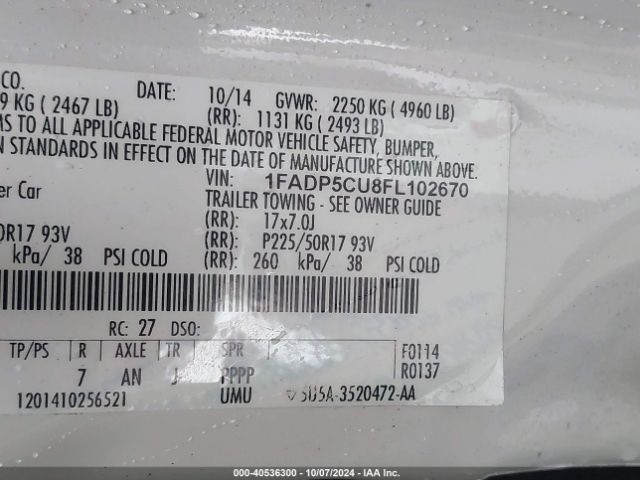 CO. DATE: 10/14 GVWR: 2250 KG ( 4960 LB)
9 KG ( 2467 LB) (RR): 1131 KG ( 2493 LB)
MS TO ALL APPLICABLE FEDERAL MOTOR VEHICLE SAFETY, BUMPER,
N STANDARDS IN EFFECT ON THE DATE OF MANUFACTURE SHOWN ABOVE.
VIN: 1FADP5CU8FL102670
er Car TRAILER TOWING - SEE OWNER GUIDE
(RR): 17x7.0J
0R17 93V (RR): P225/50R17 93V
kPa/ 38 PSI COLD (RR): 260 kPa/ 38 PSI COLD
RC: 27 DSO:
TP/PS R AXLE TR SPR F0114
7 AN J PPPP R0137
1201410256521 UMU 5U5A-3520472-AA
000-40536300 - 10/07/2024 - IAA Inc.